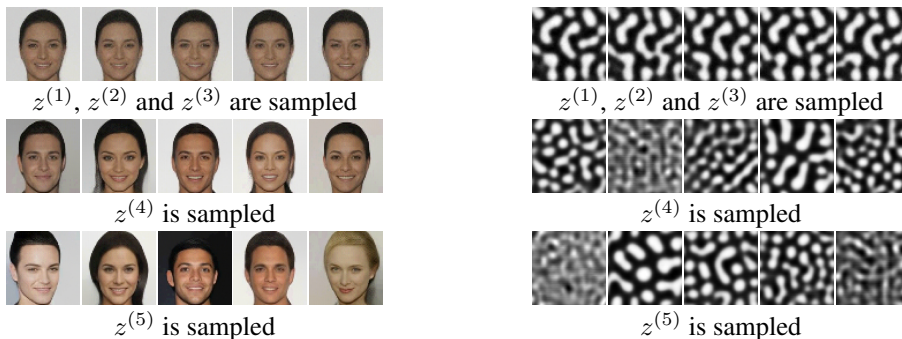 z⁽¹⁾, z⁽²⁾ and z⁽³⁾ are sampled
z⁽¹⁾, z⁽²⁾ and z⁽³⁾ are sampled
z⁽⁴⁾ is sampled
z⁽⁴⁾ is sampled
z⁽⁵⁾ is sampled
z⁽⁵⁾ is sampled